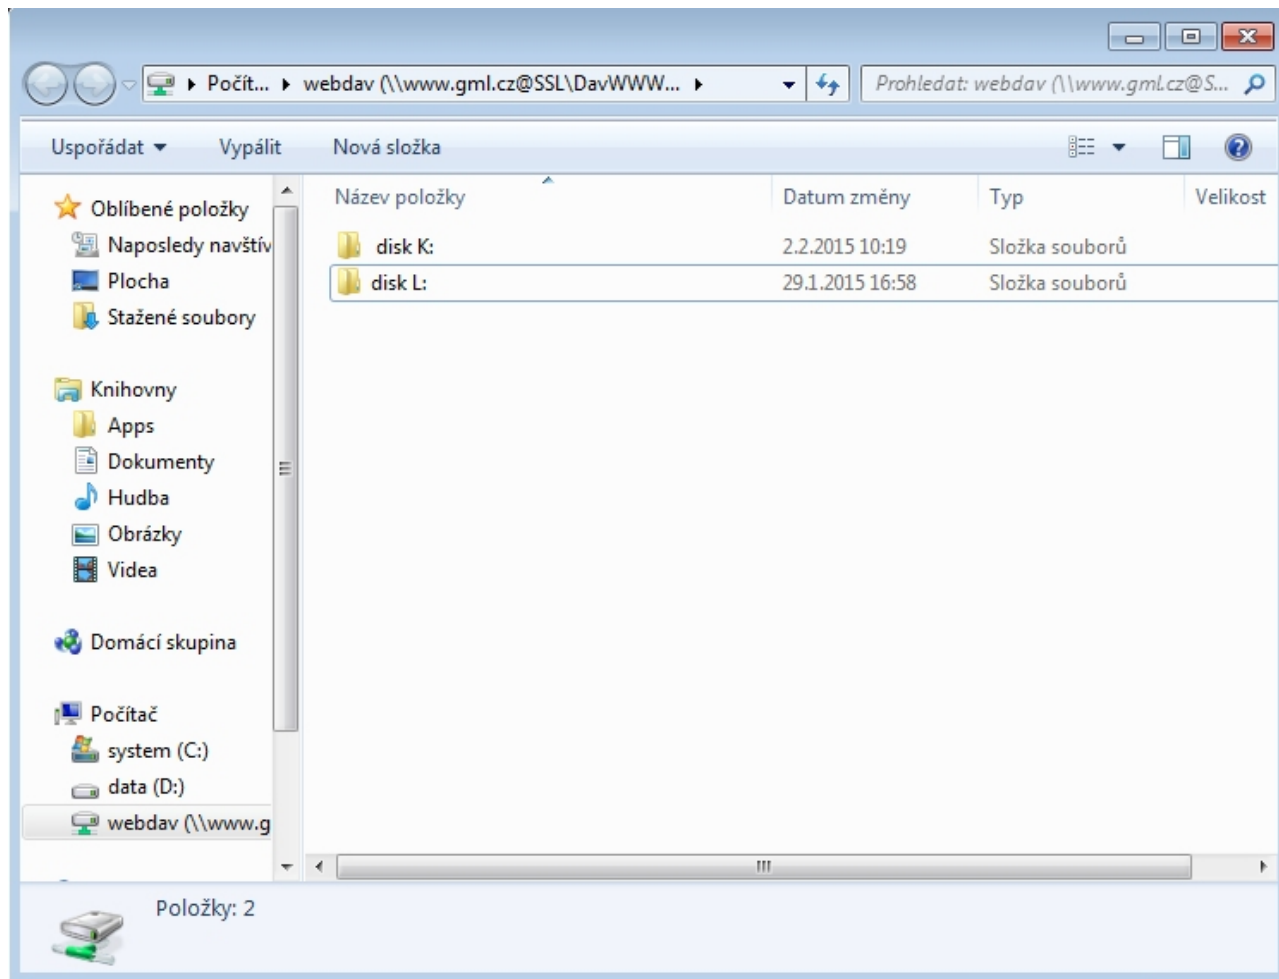 Počít... webdav (\\www.gml.cz@SSL\DavWWW... Prohledat: webdav (\\www.gml.cz@S...
Uspořádat Vypálit Nová složka
Oblíbené položky
Naposledy navštív
Plocha
Stažené soubory
Knihovny
Apps
Dokumenty
Hudba
Obrázky
Videa
Domácí skupina
Počítač
system (C:)
data (D:)
webdav (\\www.g
Název položky Datum změny Typ Velikost
disk K: 2.2.2015 10:19 Složka souborů
disk L: 29.1.2015 16:58 Složka souborů
Položky: 2